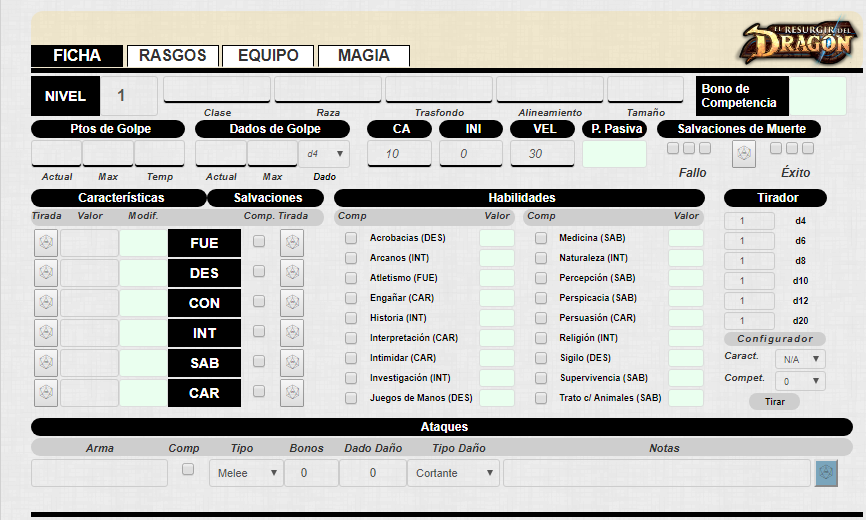 EL RESURGIR DEL
DRAGÓN
FICHA RASGOS EQUIPO MAGIA
NIVEL 1 Bono de
Competencia
Clase Raza Trasfondo Alineamiento Tamaño
Ptos de Golpe Dados de Golpe CA INI VEL P. Pasiva Salvaciones de Muerte
d4 10 0 30
Actual Max Temp Actual Max Dado Fallo Éxito
Características Salvaciones Habilidades Tirador
Tirada Valor Modif. Comp. Tirada Comp Valor Comp Valor
1 d4
FUE Acrobacias (DES) Medicina (SAB) 1 d6
Arcanos (INT) Naturaleza (INT) 1 d8
DES Atletismo (FUE) Percepción (SAB) 1 d10
CON Engañar (CAR) Perspicacia (SAB) 1 d12
Historia (INT) Persuasión (CAR) 1 d20
INT Interpretación (CAR) Religión (INT) Configurador
SAB Intimidar (CAR) Sigilo (DES) Caract. N/A
Investigación (INT) Supervivencia (SAB) Compet. 0
CAR Juegos de Manos (DES) Trato c/ Animales (SAB) Tirar
Ataques
Arma Comp Tipo Bonos Dado Daño Tipo Daño Notas
Melee 0 0 Cortante